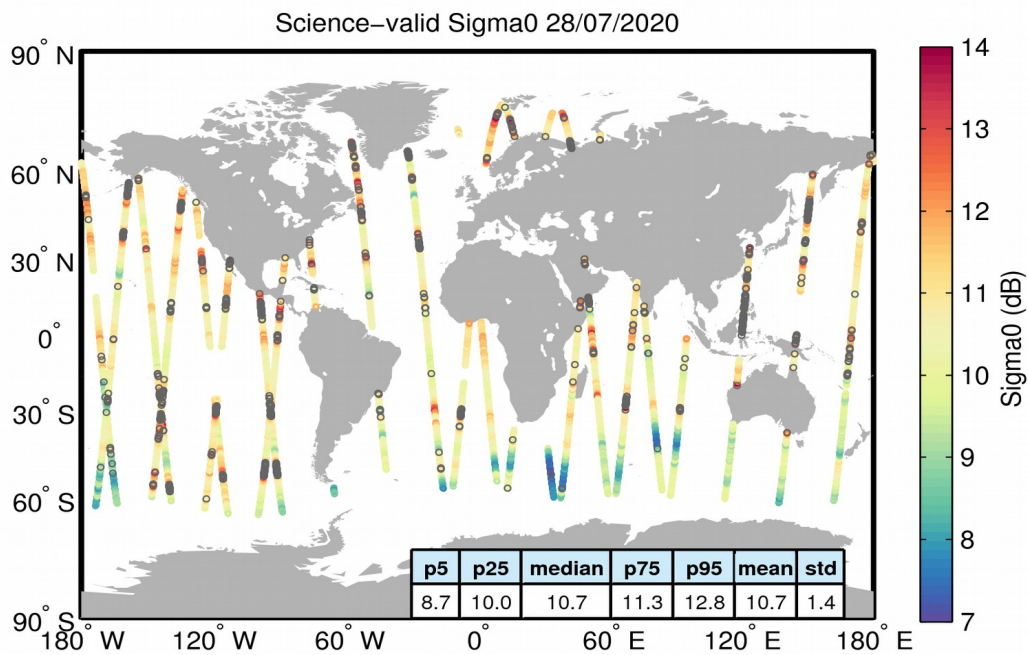 Science−valid Sigma0 28/07/2020
90° N
60° N
30° N
0°
30° S
60° S
90° S
180° W
120° W
60° W
0°
60° E
120° E
180° E
p5 p25 median p75 p95 mean std
8.7 10.0 10.7 11.3 12.8 10.7 1.4
14
13
12
11
10
9
8
7
Sigma0 (dB)